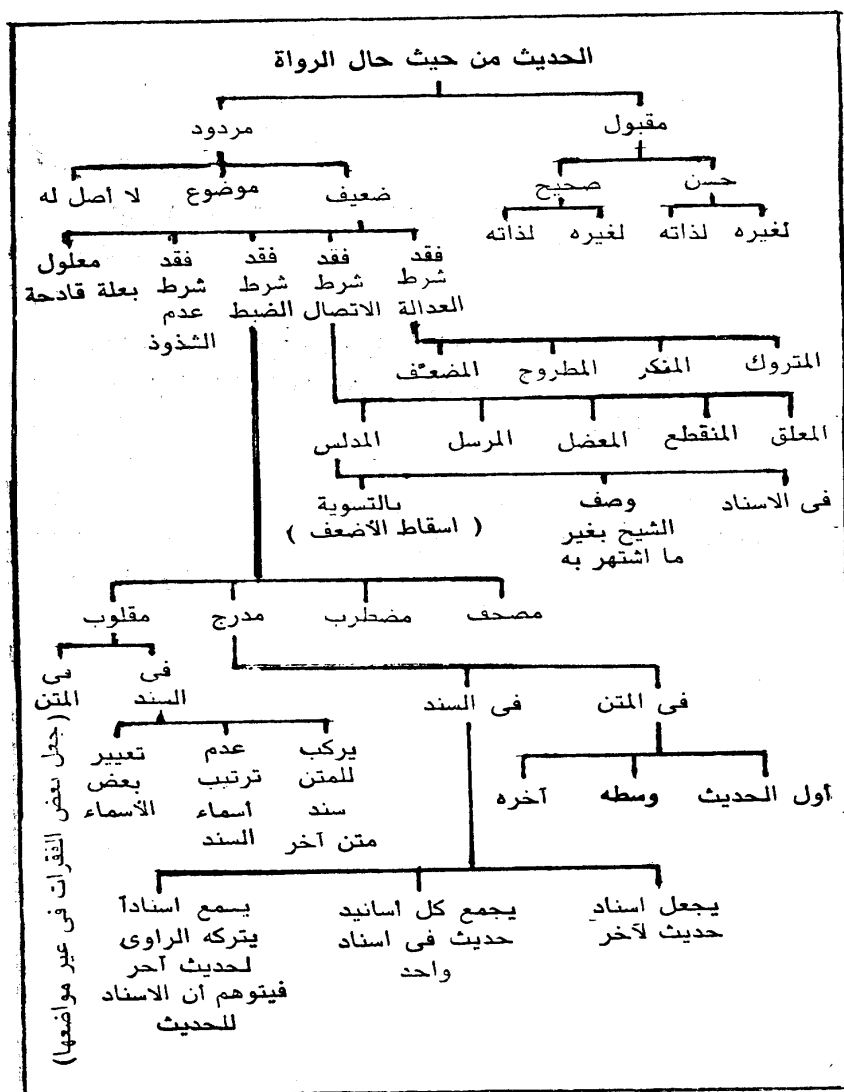 الحديث من حيث حال الرواة
مقبول
مردود
حسن
صحيح
ضعيف
موضوع
لا أصل له
لغيره
لذاته
لغيره
لذاته
فقد
شرط
العدالة
فقد
شرط
الاتصال
فقد
شرط
الضبط
فقد
شرط
عدم
الشذوذ
معلول
بعلة قادحة
المتروك
المنكر
المطروح
المضعّف
المعلق
المنقطع
المعضل
المرسل
المدلس
فى الاسناد
وصف
الشيخ بغير
ما اشتهر به
بالتسوية
( اسقاط الأضعف )
مصحف
مضطرب
مدرج
مقلوب
فى
السند
فى
المتن
(جعل بعض الفقرات فى غير مواضعها)
فى المتن
فى السند
يركب
للمتن
سند
متن آخر
عدم
ترتيب
أسماء
السند
تغيير
بعض
الأسماء
أول الحديث
وسطه
آخره
يجعل اسناد
حديث لآخر
يجمع كل أسانيد
حديث فى اسناد
واحد
يسمع اسناداً
يتركه الراوى
لحديث آخر
فيتوهم أن الاسناد
للحديث